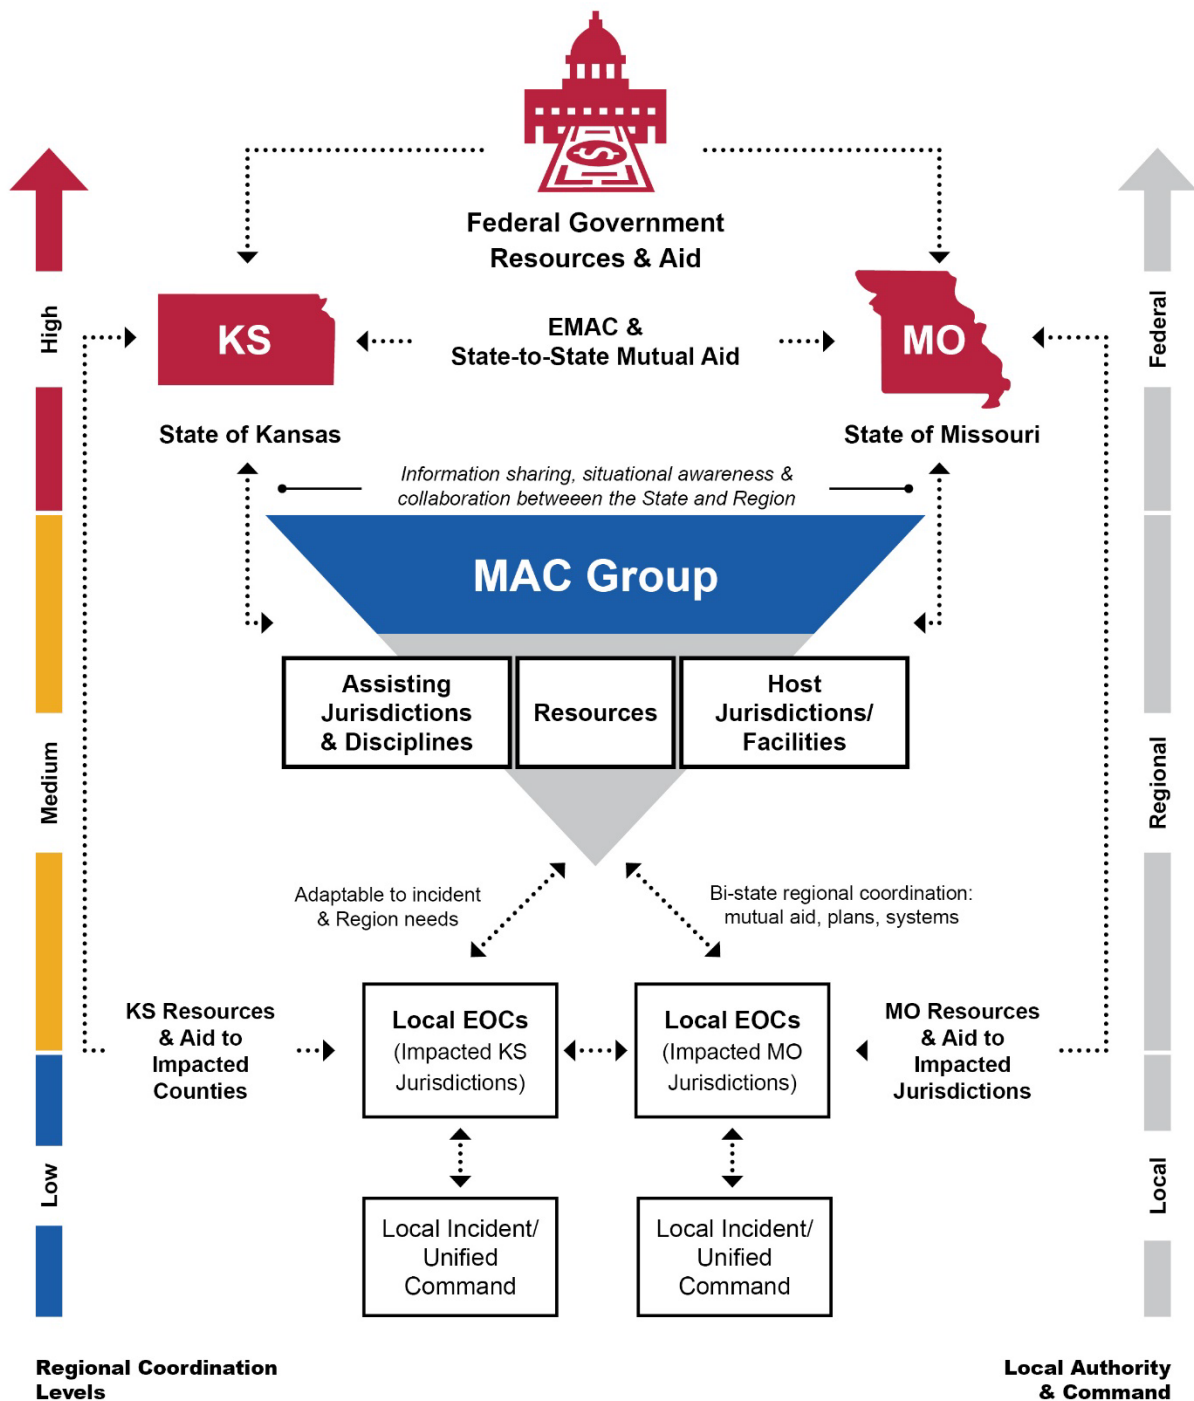 Federal Government
Resources & Aid
High
Federal
KS
EMAC &
State-to-State Mutual Aid
MO
State of Kansas
State of Missouri
Information sharing, situational awareness &
collaboration betweeen the State and Region
MAC Group
Assisting
Jurisdictions
& Disciplines
Resources
Host
Jurisdictions/
Facilities
Medium
Regional
Adaptable to incident
& Region needs
Bi-state regional coordination:
mutual aid, plans, systems
KS Resources
& Aid to
Impacted
Counties
Local EOCs
(Impacted KS
Jurisdictions)
Local EOCs
(Impacted MO
Jurisdictions)
MO Resources
& Aid to
Impacted
Jurisdictions
Low
Local
Local Incident/
Unified
Command
Local Incident/
Unified
Command
Regional Coordination
Levels
Local Authority
& Command